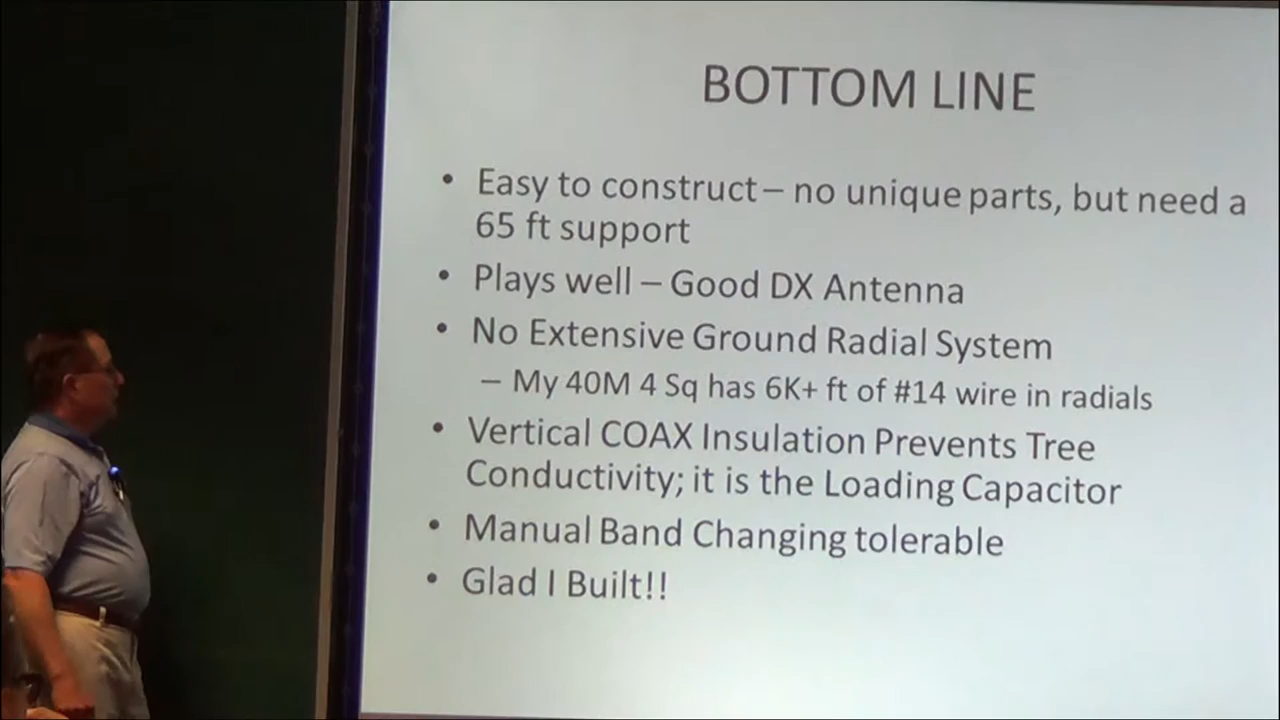 BOTTOM LINE
• Easy to construct – no unique parts, but need a
65 ft support
• Plays well – Good DX Antenna
• No Extensive Ground Radial System
– My 40M 4 Sq has 6K+ ft of #14 wire in radials
• Vertical COAX Insulation Prevents Tree
Conductivity; it is the Loading Capacitor
• Manual Band Changing tolerable
• Glad I Built!!